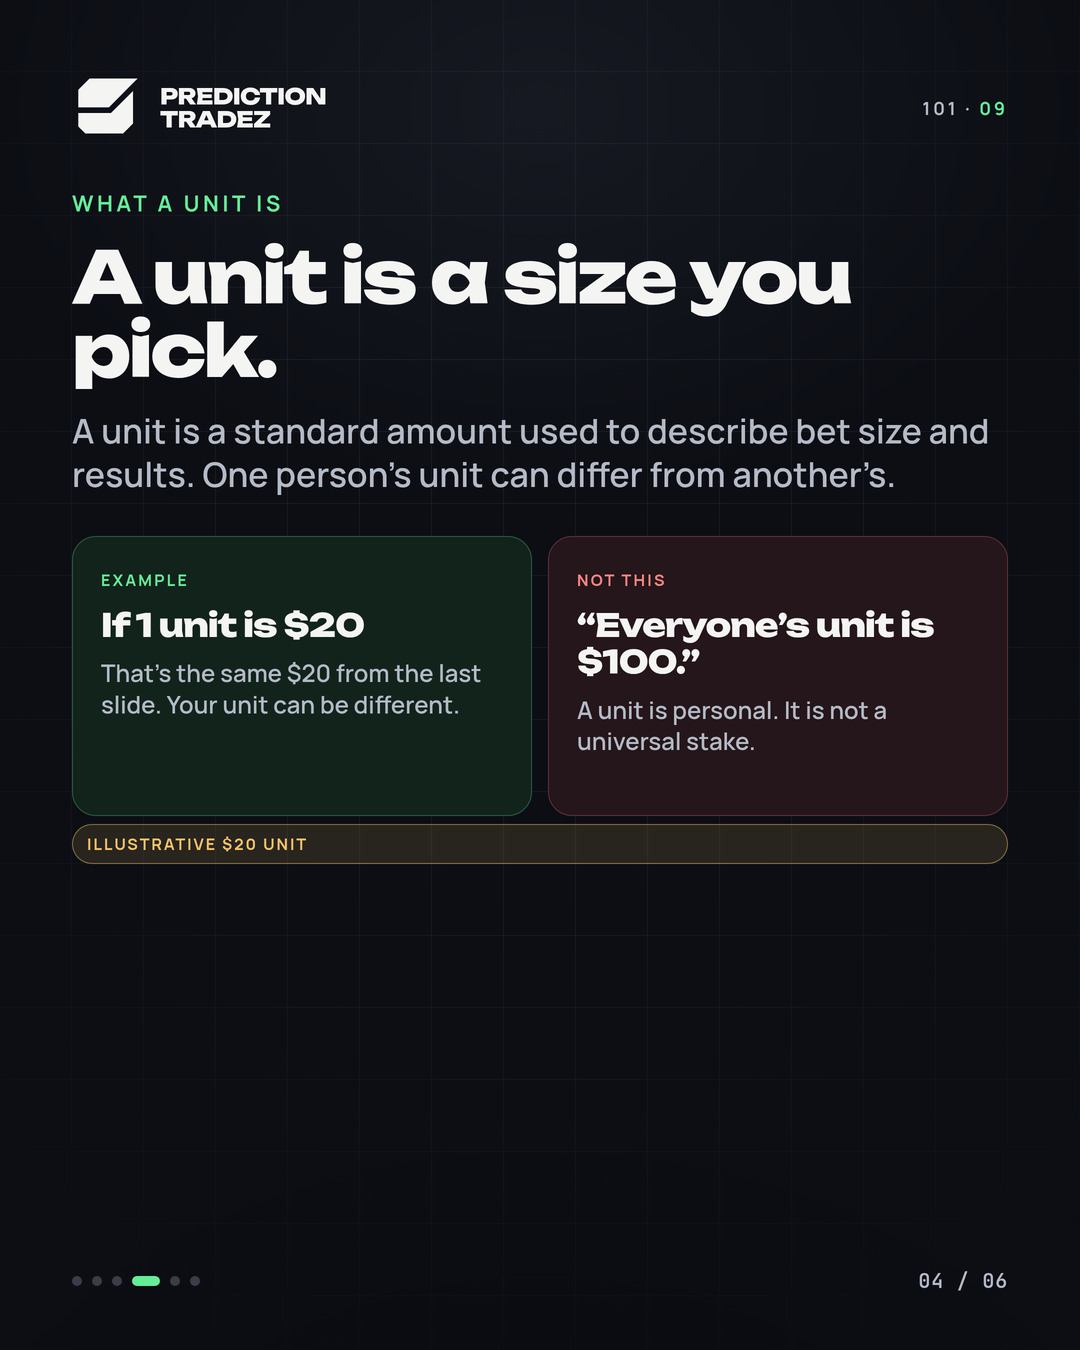 PREDICTION
TRADEZ
101 · 09
WHAT A UNIT IS
A unit is a size you
pick.
A unit is a standard amount used to describe bet size and
results. One person’s unit can differ from another’s.
EXAMPLE
If 1 unit is $20
That’s the same $20 from the last
slide. Your unit can be different.
NOT THIS
“Everyone’s unit is
$100.”
A unit is personal. It is not a
universal stake.
ILLUSTRATIVE $20 UNIT
04 / 06